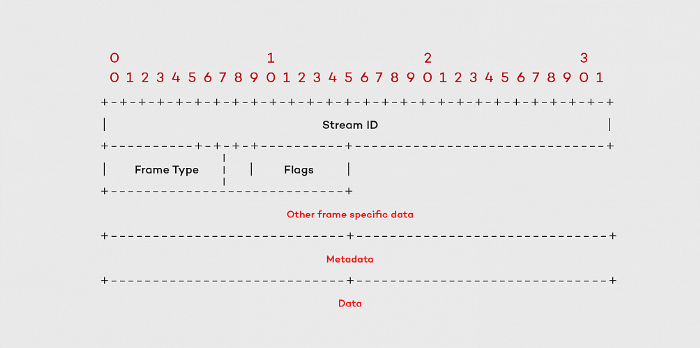 0 1 2 3
0 1 2 3 4 5 6 7 8 9 0 1 2 3 4 5 6 7 8 9 0 1 2 3 4 5 6 7 8 9 0 1
Stream ID
Frame Type Flags
Other frame specific data
Metadata
Data